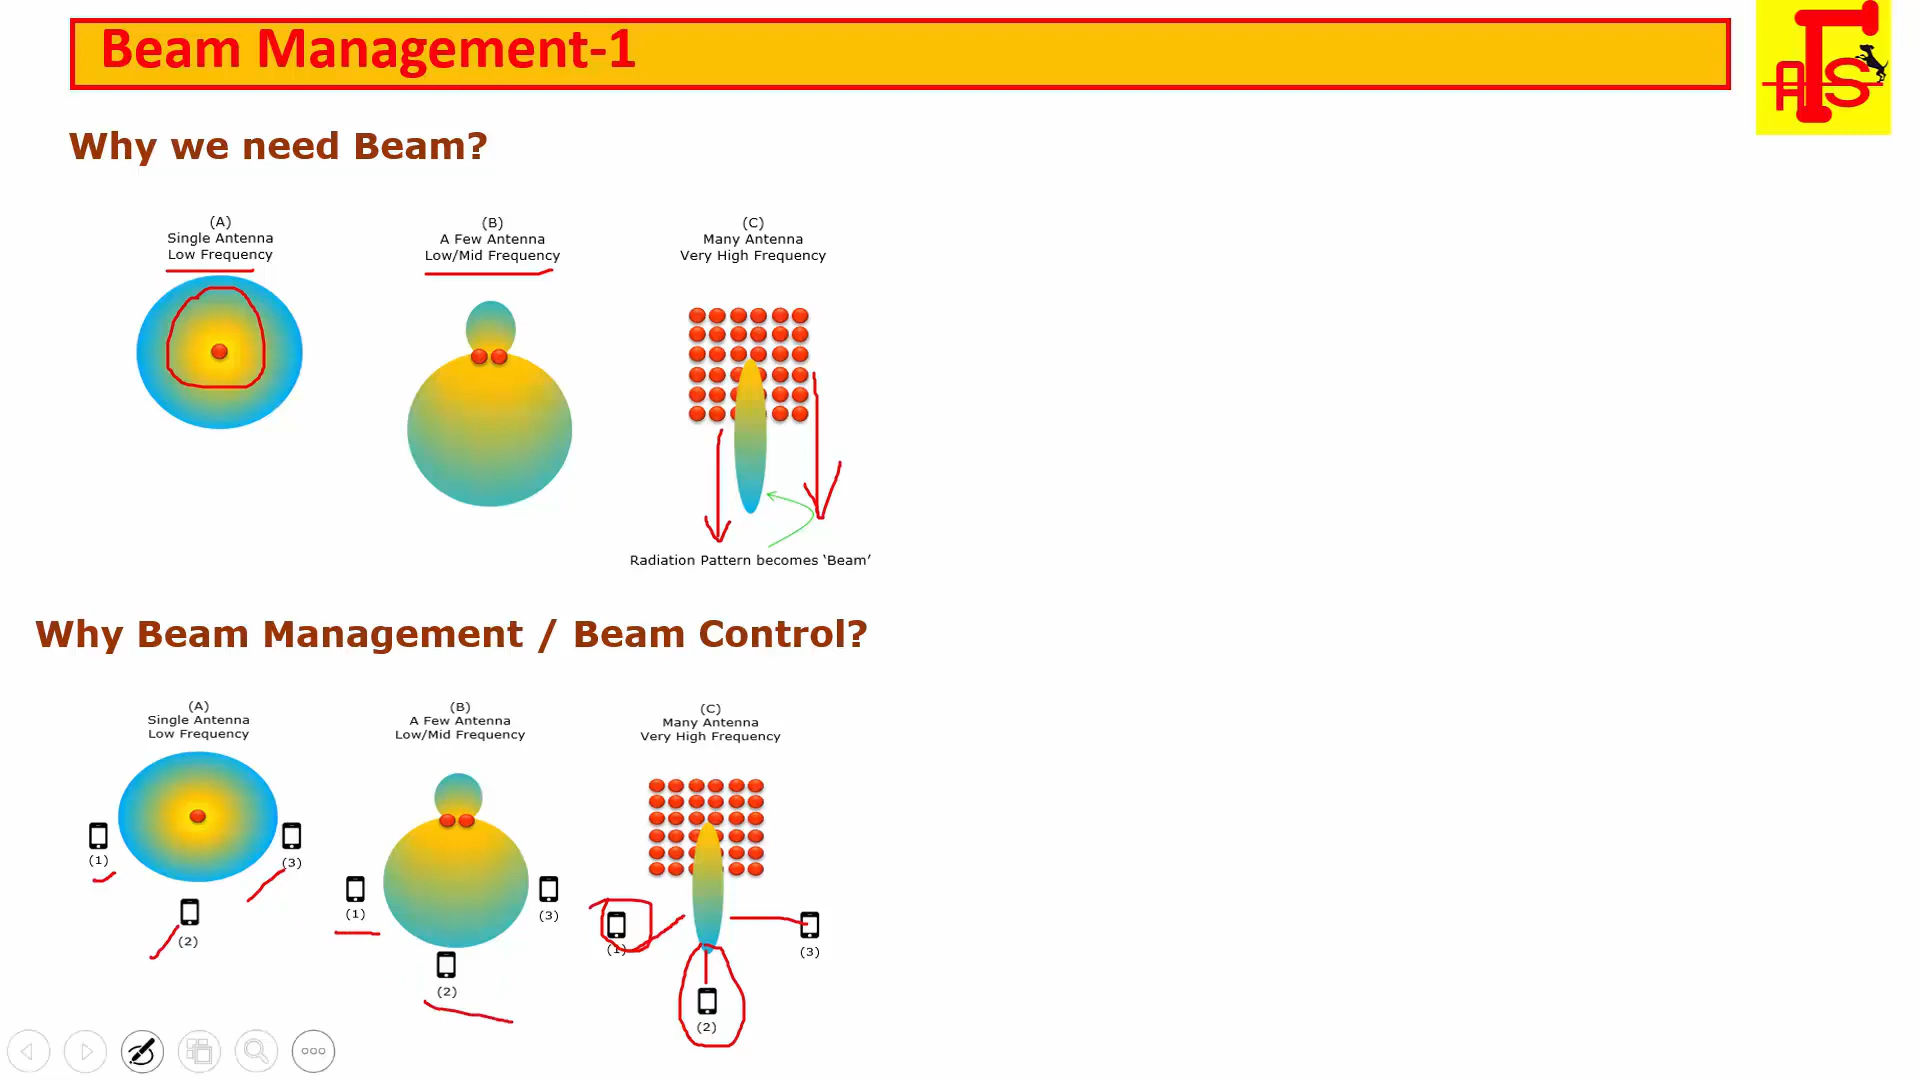 Beam Management-1
AFS
Why we need Beam?
(A)
Single Antenna
Low Frequency
(B)
A Few Antenna
Low/Mid Frequency
(C)
Many Antenna
Very High Frequency
Radiation Pattern becomes ‘Beam’
Why Beam Management / Beam Control?
(A)
Single Antenna
Low Frequency
(B)
A Few Antenna
Low/Mid Frequency
(C)
Many Antenna
Very High Frequency
(1)
(2)
(3)
(1)
(2)
(3)
(1)
(2)
(3)